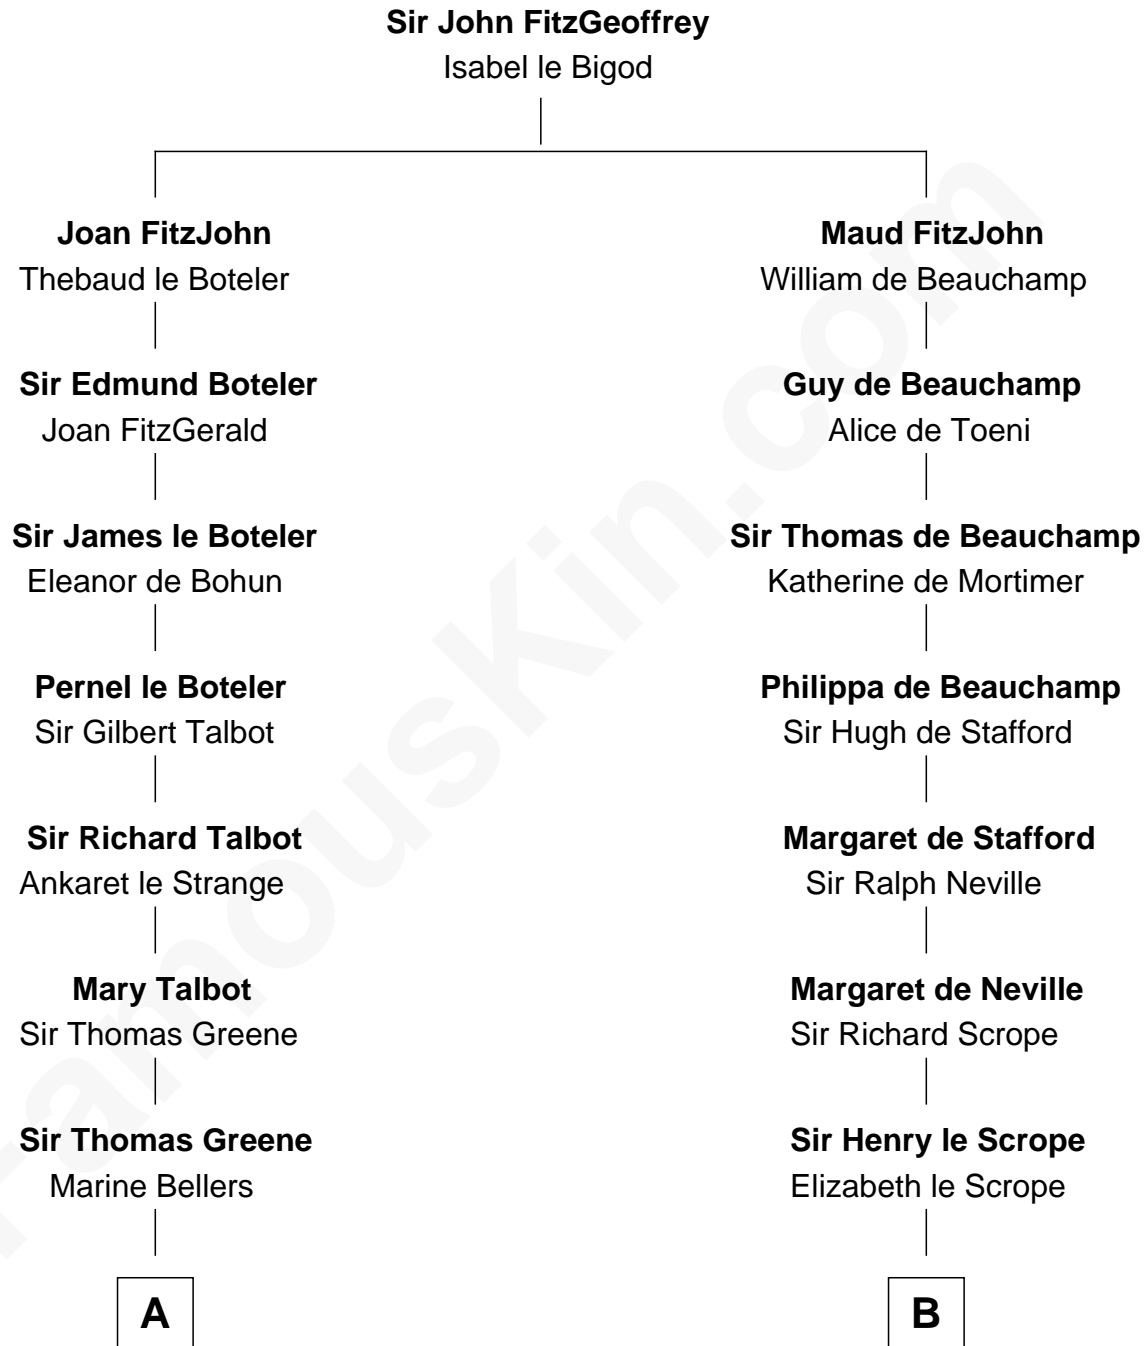 Sir John FitzGeoffrey
Isabel le Bigod
Joan FitzJohn
Thebaud le Boteler
Maud FitzJohn
William de Beauchamp
Sir Edmund Boteler
Joan FitzGerald
Guy de Beauchamp
Alice de Toeni
Sir James le Boteler
Eleanor de Bohun
Sir Thomas de Beauchamp
Katherine de Mortimer
Pernel le Boteler
Sir Gilbert Talbot
Philippa de Beauchamp
Sir Hugh de Stafford
Sir Richard Talbot
Ankaret le Strange
Margaret de Stafford
Sir Ralph Neville
Mary Talbot
Sir Thomas Greene
Margaret de Neville
Sir Richard Scrope
Sir Thomas Greene
Marine Bellers
Sir Henry le Scrope
Elizabeth le Scrope
A
B
FamousKin.com